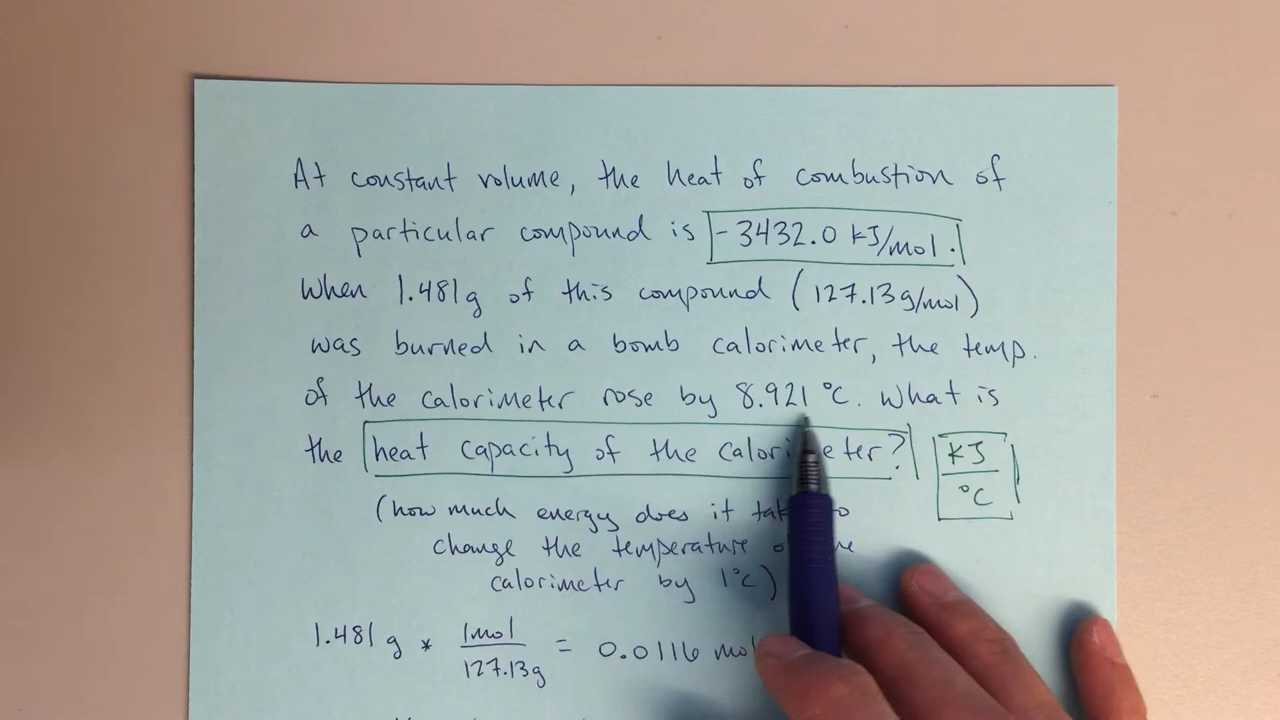 At constant volume, the heat of combustion of
a particular compound is -3432.0 kJ/mol.
When 1.481g of this compound (127.13g/mol)
was burned in a bomb calorimeter, the temp.
of the calorimeter rose by 8.921 °C. What is
the heat capacity of the calorimeter? kJ/°C
(how much energy does it
change the temperature
calorimeter by 1°C)
1.481 g * 1mol/127.13g = 0.0116 mol